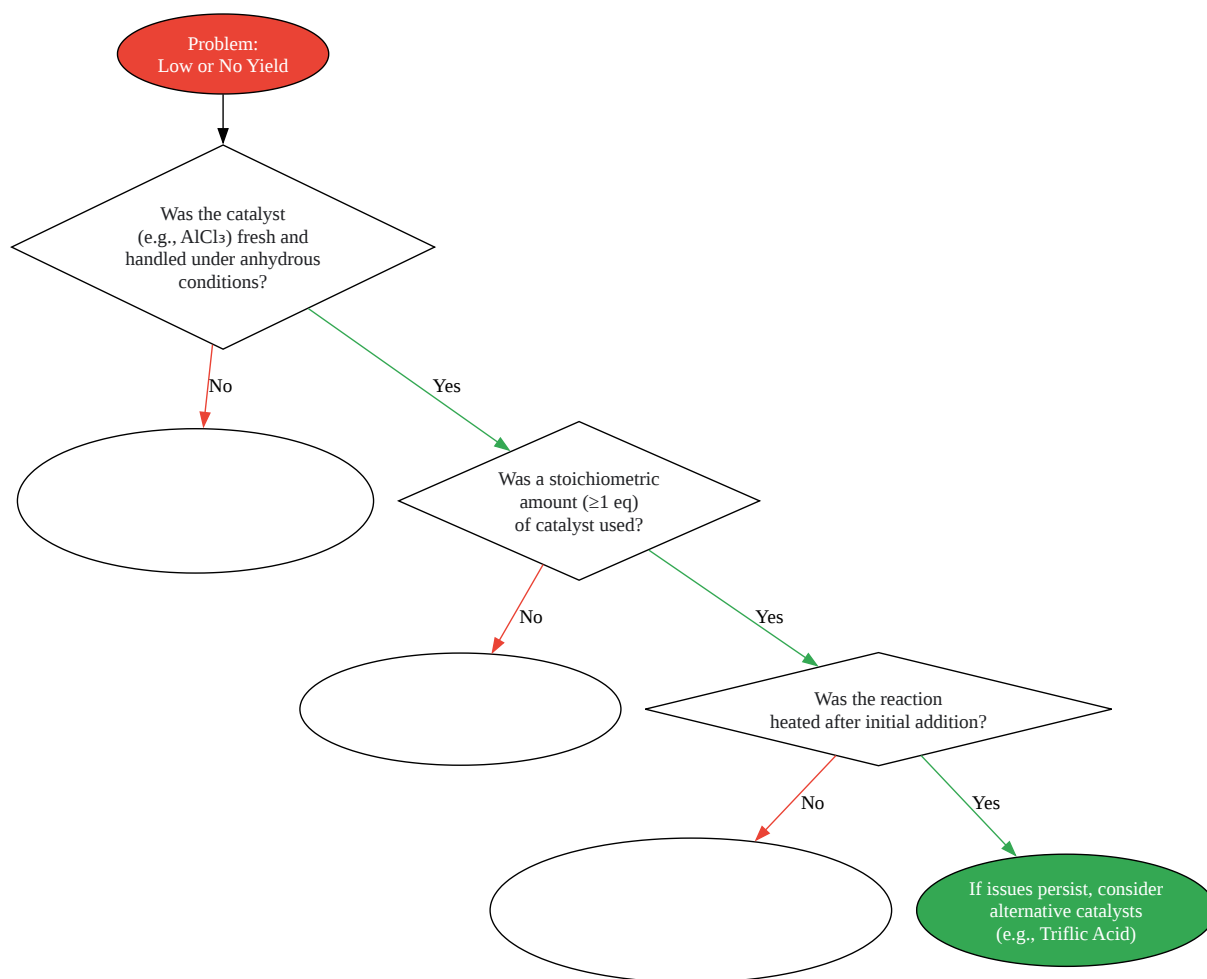 Problem:
Low or No Yield
Was the catalyst
(e.g., AlCl₃) fresh and
handled under anhydrous
conditions?
No
Yes
Was a stoichiometric
amount (≥1 eq)
of catalyst used?
No
Yes
Was the reaction
heated after initial addition?
No
Yes
If issues persist, consider
alternative catalysts
(e.g., Triflic Acid)